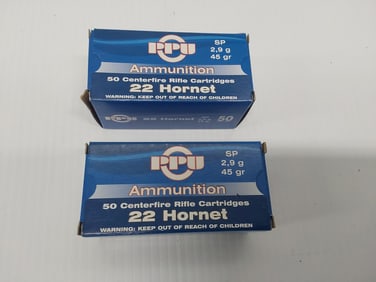 PPU
SP
2,9 g
45 gr
Ammunition
50 Centerfire Rifle Cartridges
22 Hornet
WARNING: KEEP OUT OF REACH OF CHILDREN
22 Hornet
50
PPU
SP
2,9 g
45 gr
Ammunition
50 Centerfire Rifle Cartridges
22 Hornet
WARNING: KEEP OUT OF REACH OF CHILDREN